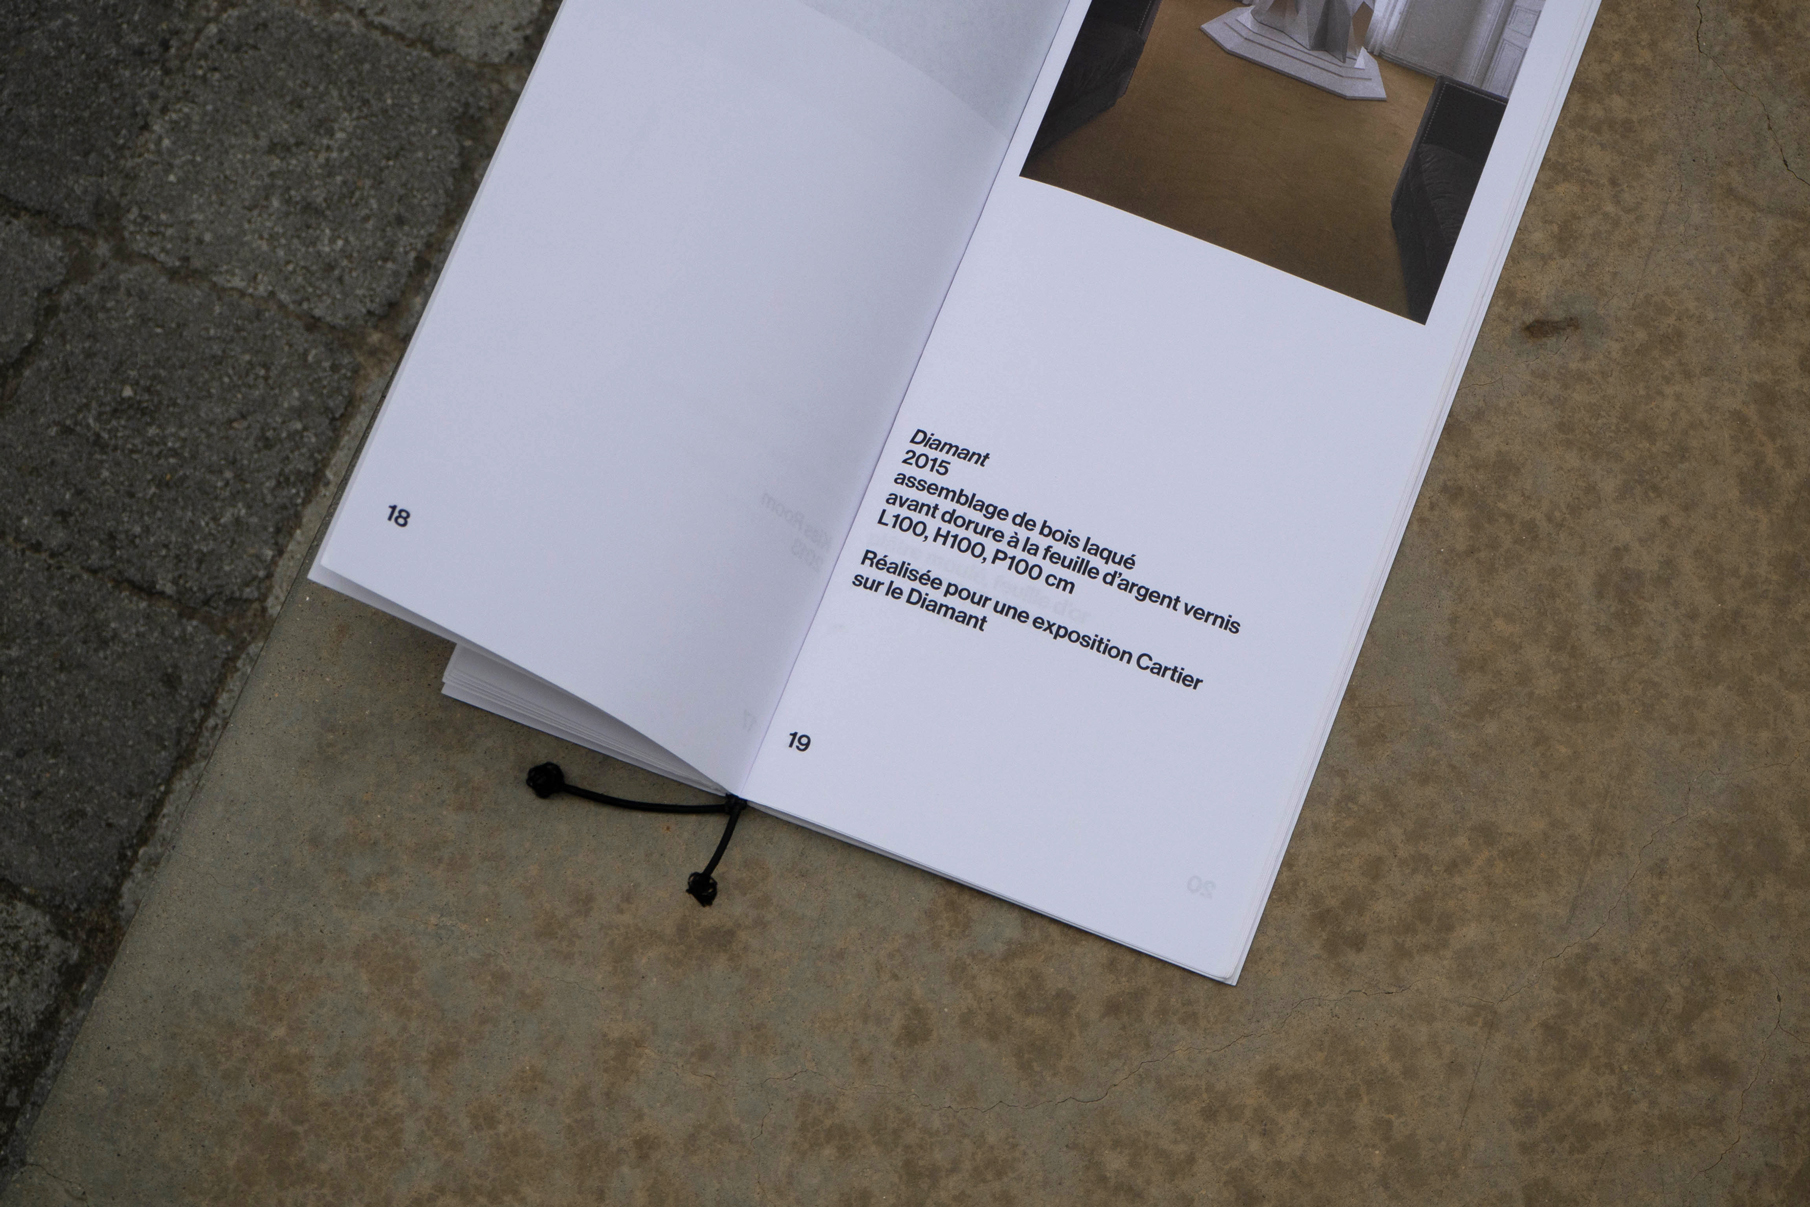 18
Diamant
2015
assemblage de bois laqué
avant dorure à la feuille d’argent vernis
L100, H100, P100 cm
Réalisée pour une exposition Cartier
sur le Diamant
19
20